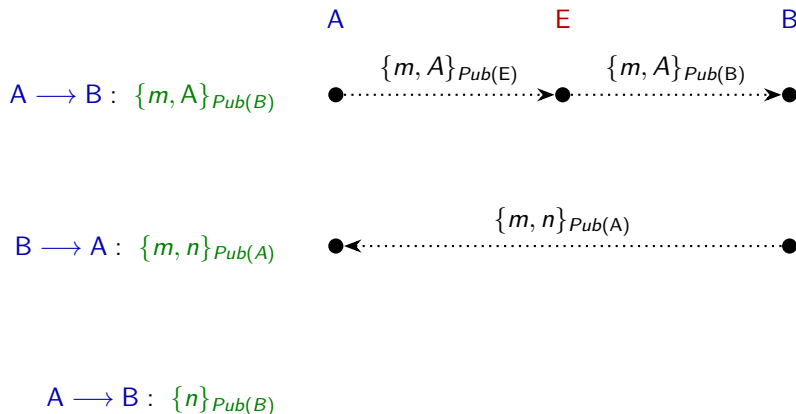 A E B
{m, A}Pub(E) {m, A}Pub(B)
A ⟶ B : {m, A}Pub(B)
{m, n}Pub(A)
B ⟶ A : {m, n}Pub(A)
A ⟶ B : {n}Pub(B)